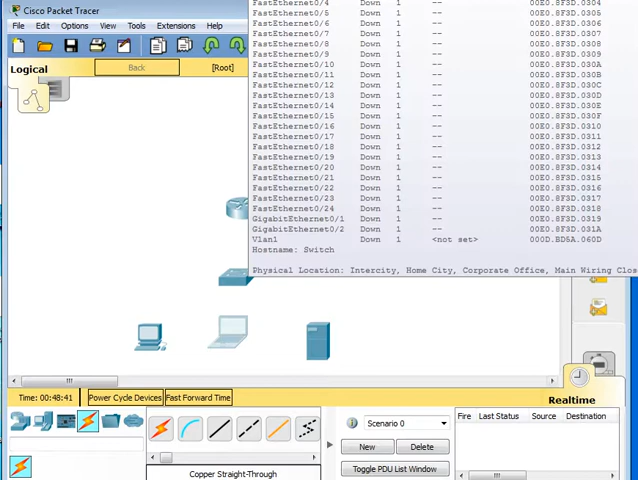 Cisco Packet Tracer
File Edit Options View Tools Extensions Help
Logical Back [Root]
FastEthernet0/4 Down 1 -- 00E0.8F3D.0304
FastEthernet0/5 Down 1 -- 00E0.8F3D.0305
FastEthernet0/6 Down 1 -- 00E0.8F3D.0306
FastEthernet0/7 Down 1 -- 00E0.8F3D.0307
FastEthernet0/8 Down 1 -- 00E0.8F3D.0308
FastEthernet0/9 Down 1 -- 00E0.8F3D.0309
FastEthernet0/10 Down 1 -- 00E0.8F3D.030A
FastEthernet0/11 Down 1 -- 00E0.8F3D.030B
FastEthernet0/12 Down 1 -- 00E0.8F3D.030C
FastEthernet0/13 Down 1 -- 00E0.8F3D.030D
FastEthernet0/14 Down 1 -- 00E0.8F3D.030E
FastEthernet0/15 Down 1 -- 00E0.8F3D.030F
FastEthernet0/16 Down 1 -- 00E0.8F3D.0310
FastEthernet0/17 Down 1 -- 00E0.8F3D.0311
FastEthernet0/18 Down 1 -- 00E0.8F3D.0312
FastEthernet0/19 Down 1 -- 00E0.8F3D.0313
FastEthernet0/20 Down 1 -- 00E0.8F3D.0314
FastEthernet0/21 Down 1 -- 00E0.8F3D.0315
FastEthernet0/22 Down 1 -- 00E0.8F3D.0316
FastEthernet0/23 Down 1 -- 00E0.8F3D.0317
FastEthernet0/24 Down 1 -- 00E0.8F3D.0318
GigabitEthernet0/1 Down 1 -- 00E0.8F3D.0319
GigabitEthernet0/2 Down 1 -- 00E0.8F3D.031A
Vlan1 Down 1 <not set> 000D.BD5A.060D
Hostname: Switch
Physical Location: Intercity, Home City, Corporate Office, Main Wiring Clos
Time: 00:48:41 Power Cycle Devices Fast Forward Time Realtime
Scenario 0
New Delete
Toggle PDU List Window
Fire Last Status Source Destination
Copper Straight-Through